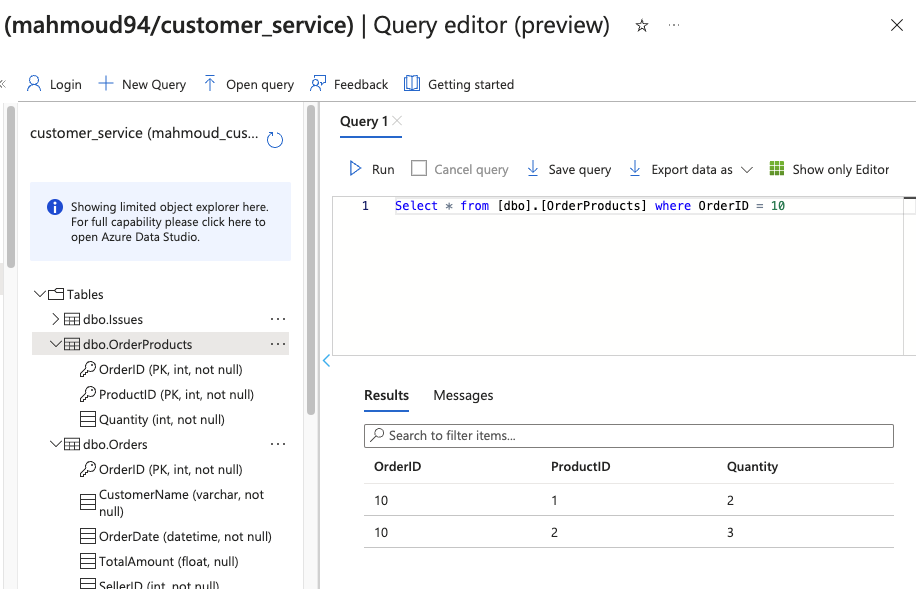 (mahmoud94/customer_service) | Query editor (preview) ☆ ···
Login New Query Open query Feedback Getting started
customer_service (mahmoud_cus...
Showing limited object explorer here.
For full capability please click here to
open Azure Data Studio.
Tables
dbo.Issues ···
dbo.OrderProducts ···
OrderID (PK, int, not null)
ProductID (PK, int, not null)
Quantity (int, not null)
dbo.Orders ···
OrderID (PK, int, not null)
CustomerName (varchar, not
null)
OrderDate (datetime, not null)
TotalAmount (float, null)
SellerID (int, not null)
Query 1
Run Cancel query Save query Export data as Show only Editor
1 Select * from [dbo].[OrderProducts] where OrderID = 10
Results Messages
Search to filter items...
OrderID ProductID Quantity
10 1 2
10 2 3